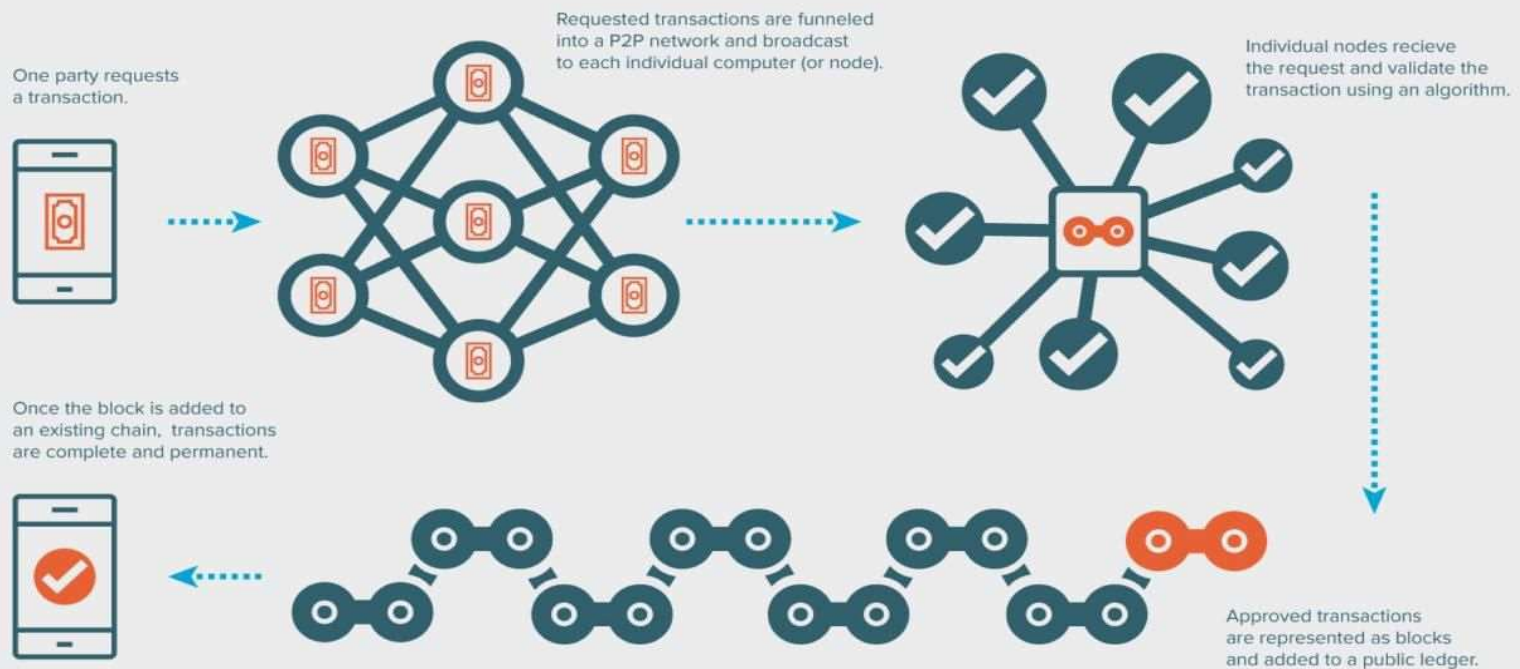 One party requests
a transaction.
Requested transactions are funneled
into a P2P network and broadcast
to each individual computer (or node).
Individual nodes recieve
the request and validate the
transaction using an algorithm.
Approved transactions
are represented as blocks
and added to a public ledger.
Once the block is added to
an existing chain, transactions
are complete and permanent.